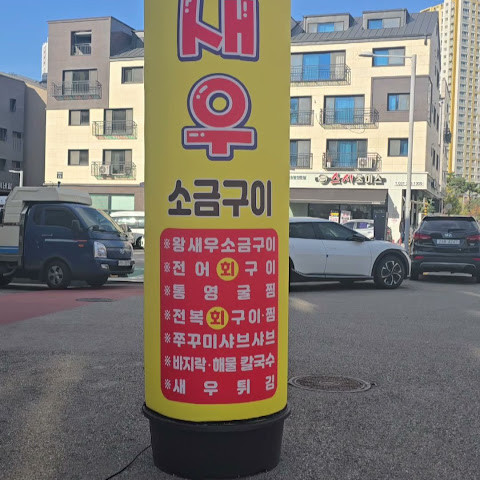 새
우
소금구이
※왕새우소금구이
※전어회구이
※통영굴찜
※전복회구이·찜
※쭈꾸미샤브샤브
※바지락·해물 칼국수
※새우튀김